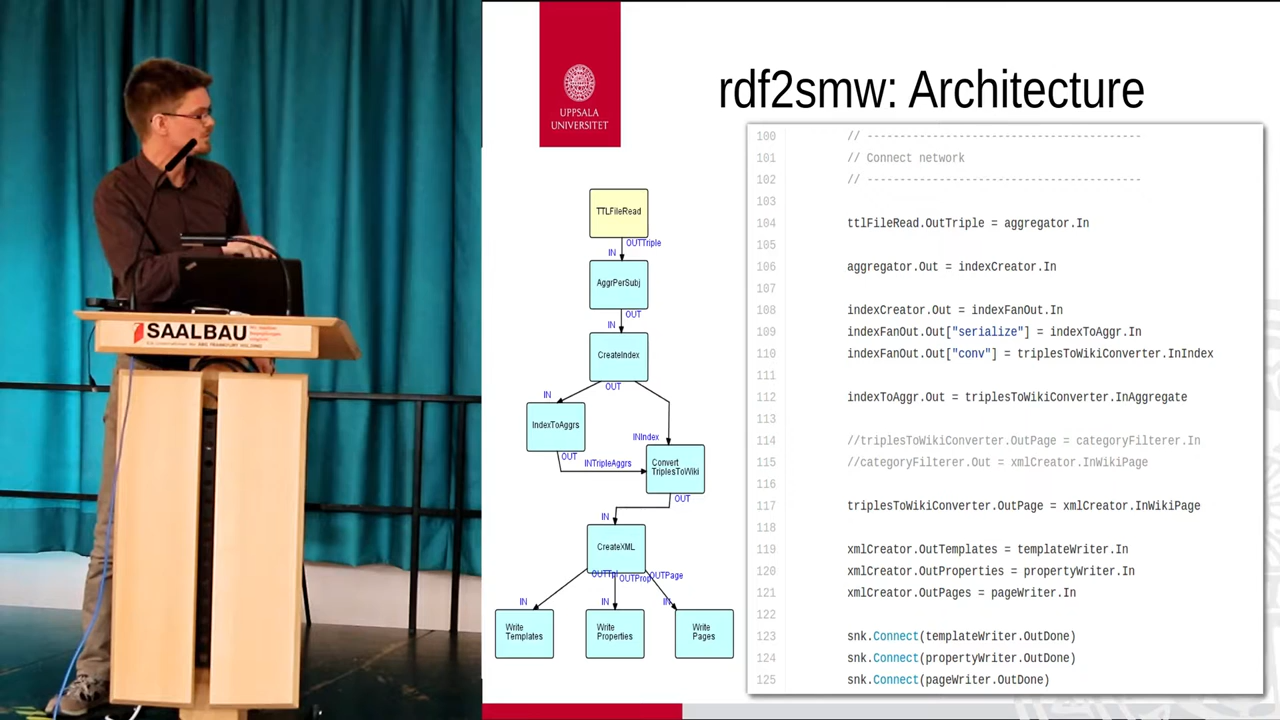 UPPSALA
UNIVERSITET
rdf2smw: Architecture
TTLFileRead
OUTTriple
IN
AggrPerSubj
OUT
IN
CreateIndex
OUT
IN
IndexToAggrs
OUT
INIndex
INTripleAggrs
Convert
TriplesToWiki
OUT
IN
CreateXML
OUTTpl
OUTProp
OUTPage
IN
IN
IN
Write
Templates
Write
Properties
Write
Pages
100 // ------------------------------------------
101 // Connect network
102 // ------------------------------------------
103
104 ttlFileRead.OutTriple = aggregator.In
105
106 aggregator.Out = indexCreator.In
107
108 indexCreator.Out = indexFanOut.In
109 indexFanOut.Out["serialize"] = indexToAggr.In
110 indexFanOut.Out["conv"] = triplesToWikiConverter.InIndex
111
112 indexToAggr.Out = triplesToWikiConverter.InAggregate
113
114 //triplesToWikiConverter.OutPage = categoryFilterer.In
115 //categoryFilterer.Out = xmlCreator.InWikiPage
116
117 triplesToWikiConverter.OutPage = xmlCreator.InWikiPage
118
119 xmlCreator.OutTemplates = templateWriter.In
120 xmlCreator.OutProperties = propertyWriter.In
121 xmlCreator.OutPages = pageWriter.In
122
123 snk.Connect(templateWriter.OutDone)
124 snk.Connect(propertyWriter.OutDone)
125 snk.Connect(pageWriter.OutDone)
SAALBAU